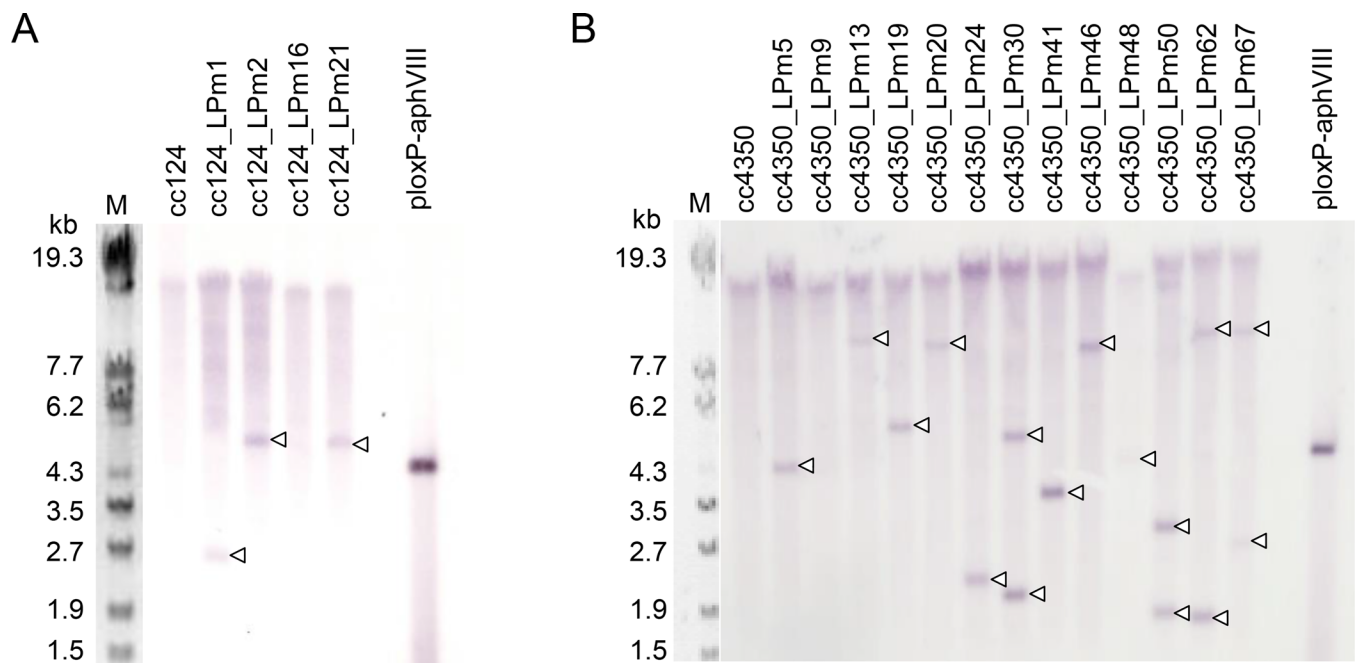 A
M
cc124
cc124_LPm1
cc124_LPm2
cc124_LPm16
cc124_LPm21
ploxP-aphVIII
kb
19.3
7.7
6.2
4.3
3.5
2.7
1.9
1.5
B
M
cc4350
cc4350_LPm5
cc4350_LPm9
cc4350_LPm13
cc4350_LPm19
cc4350_LPm20
cc4350_LPm24
cc4350_LPm30
cc4350_LPm41
cc4350_LPm46
cc4350_LPm48
cc4350_LPm50
cc4350_LPm62
cc4350_LPm67
ploxP-aphVIII
kb
19.3
7.7
6.2
4.3
3.5
2.7
1.9
1.5